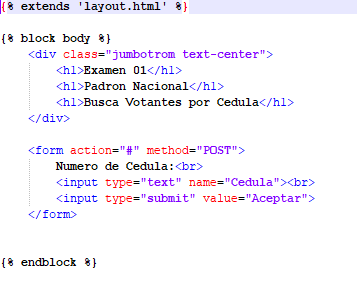 {% extends 'layout.html' %}
{% block body %}
<div class="jumbotrom text-center">
<h1>Examen 01</h1>
<h1>Padron Nacional</h1>
<h1>Busca Votantes por Cedula</h1>
</div>
<form action="#" method="POST">
Numero de Cedula:<br>
<input type="text" name="Cedula"><br>
<input type="submit" value="Aceptar">
</form>
{% endblock %}